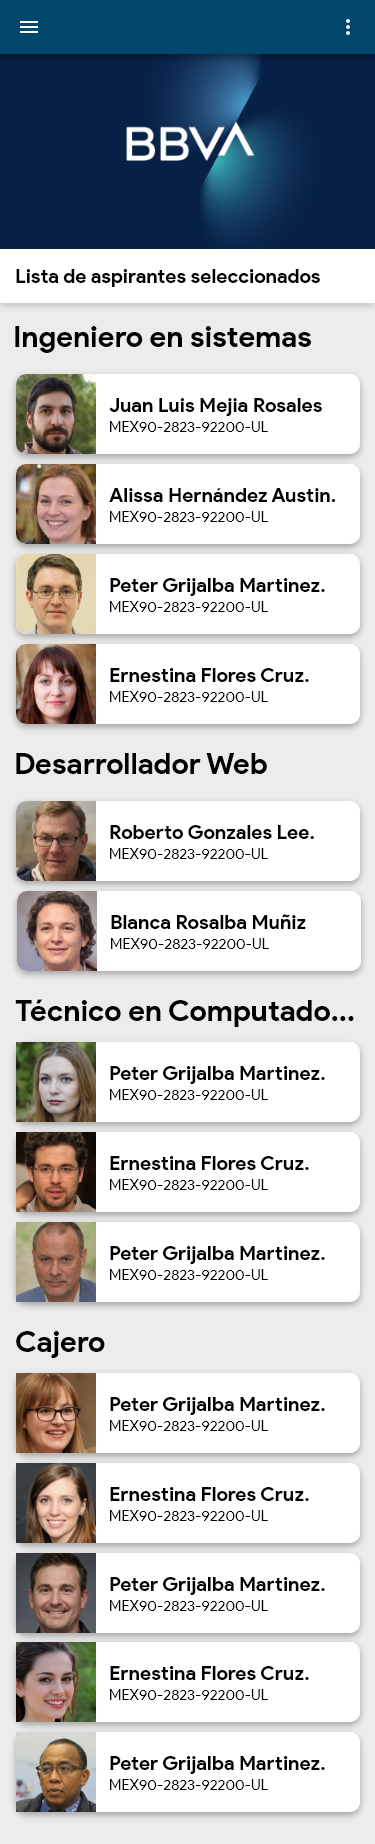 BBVA
Lista de aspirantes seleccionados
Ingeniero en sistemas
Juan Luis Mejia Rosales
MEX90-2823-92200-UL
Alissa Hernández Austin.
MEX90-2823-92200-UL
Peter Grijalba Martinez.
MEX90-2823-92200-UL
Ernestina Flores Cruz.
MEX90-2823-92200-UL
Desarrollador Web
Roberto Gonzales Lee.
MEX90-2823-92200-UL
Blanca Rosalba Muñiz
MEX90-2823-92200-UL
Técnico en Computado...
Peter Grijalba Martinez.
MEX90-2823-92200-UL
Ernestina Flores Cruz.
MEX90-2823-92200-UL
Peter Grijalba Martinez.
MEX90-2823-92200-UL
Cajero
Peter Grijalba Martinez.
MEX90-2823-92200-UL
Ernestina Flores Cruz.
MEX90-2823-92200-UL
Peter Grijalba Martinez.
MEX90-2823-92200-UL
Ernestina Flores Cruz.
MEX90-2823-92200-UL
Peter Grijalba Martinez.
MEX90-2823-92200-UL